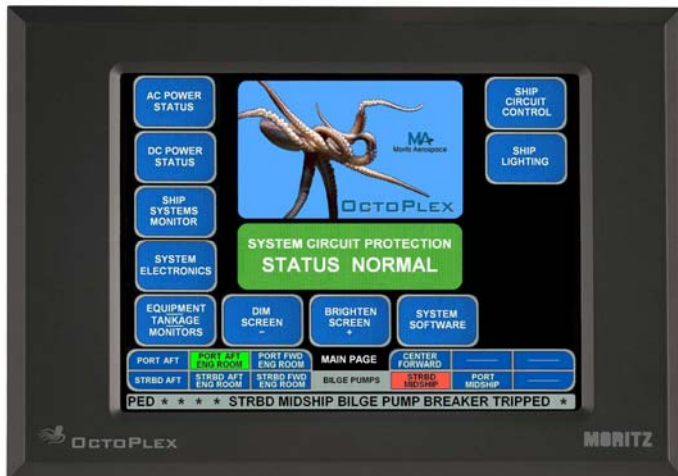 AC POWER
STATUS
DC POWER
STATUS
SHIP
SYSTEMS
MONITOR
SYSTEM
ELECTRONICS
EQUIPMENT
TANKAGE
MONITORS
MA
Moritz Aerospace
OCTOPLEX
SYSTEM CIRCUIT PROTECTION
STATUS NORMAL
SHIP
CIRCUIT
CONTROL
SHIP
LIGHTING
DIM
SCREEN
-
BRIGHTEN
SCREEN
+
SYSTEM
SOFTWARE
PORT AFT
PORT AFT
ENG ROOM
PORT FWD
ENG ROOM
MAIN PAGE
CENTER
FORWARD
STRBD AFT
STRBD AFT
ENG ROOM
STRBD FWD
ENG ROOM
BILGE PUMPS
STRBD
MIDSHIP
PORT
MIDSHIP
PED * * * * STRBD MIDSHIP BILGE PUMP BREAKER TRIPPED *
OCTOPLEX
MORITZ